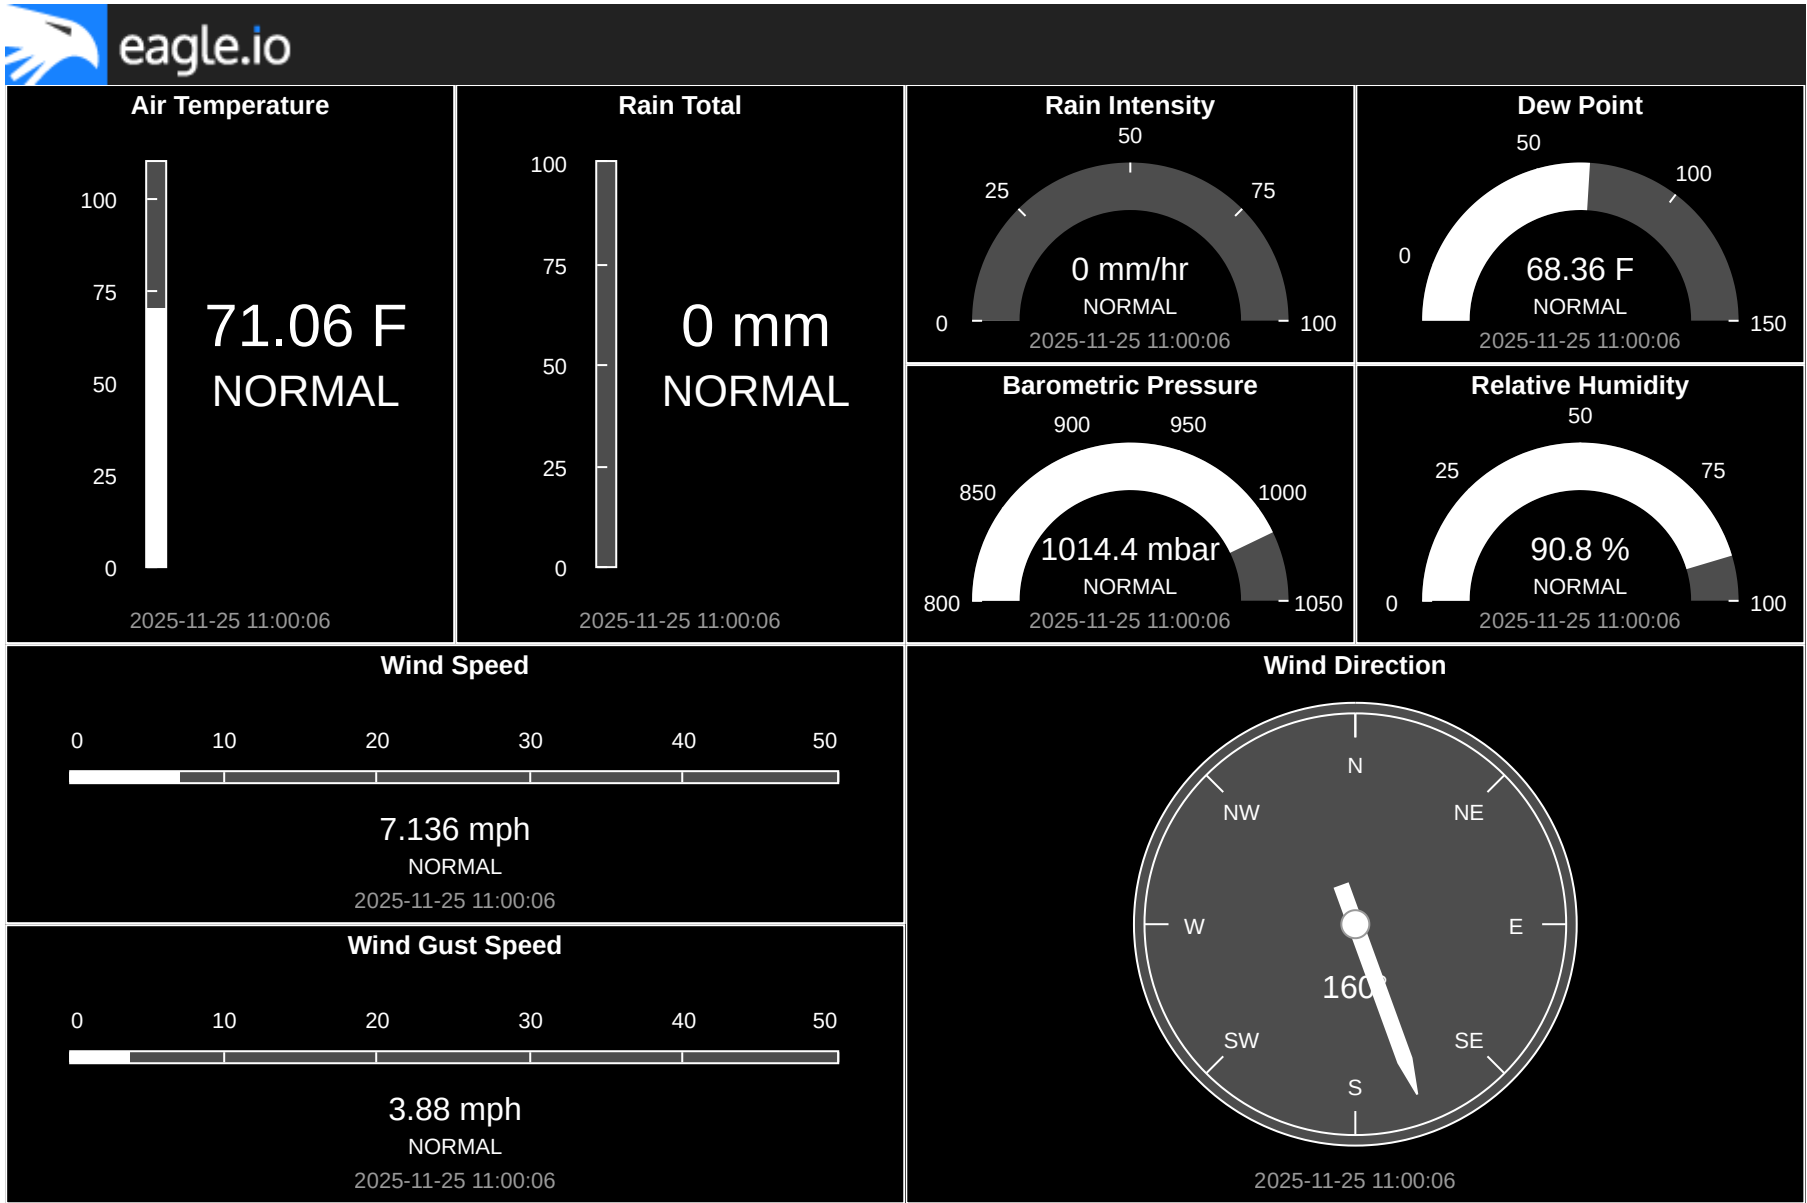 eagle.io
Air Temperature
100
75
50
25
0
71.06 F
NORMAL
2025-11-25 11:00:06
Rain Total
100
75
50
25
0
0 mm
NORMAL
2025-11-25 11:00:06
Rain Intensity
0
25
50
75
100
0 mm/hr
NORMAL
2025-11-25 11:00:06
Dew Point
0
50
100
150
68.36 F
NORMAL
2025-11-25 11:00:06
Barometric Pressure
800
850
900
950
1000
1050
1014.4 mbar
NORMAL
2025-11-25 11:00:06
Relative Humidity
0
25
50
75
100
90.8 %
NORMAL
2025-11-25 11:00:06
Wind Speed
0 10 20 30 40 50
7.136 mph
NORMAL
2025-11-25 11:00:06
Wind Gust Speed
0 10 20 30 40 50
3.88 mph
NORMAL
2025-11-25 11:00:06
Wind Direction
N
NW NE
W E
160°
SW SE
S
2025-11-25 11:00:06